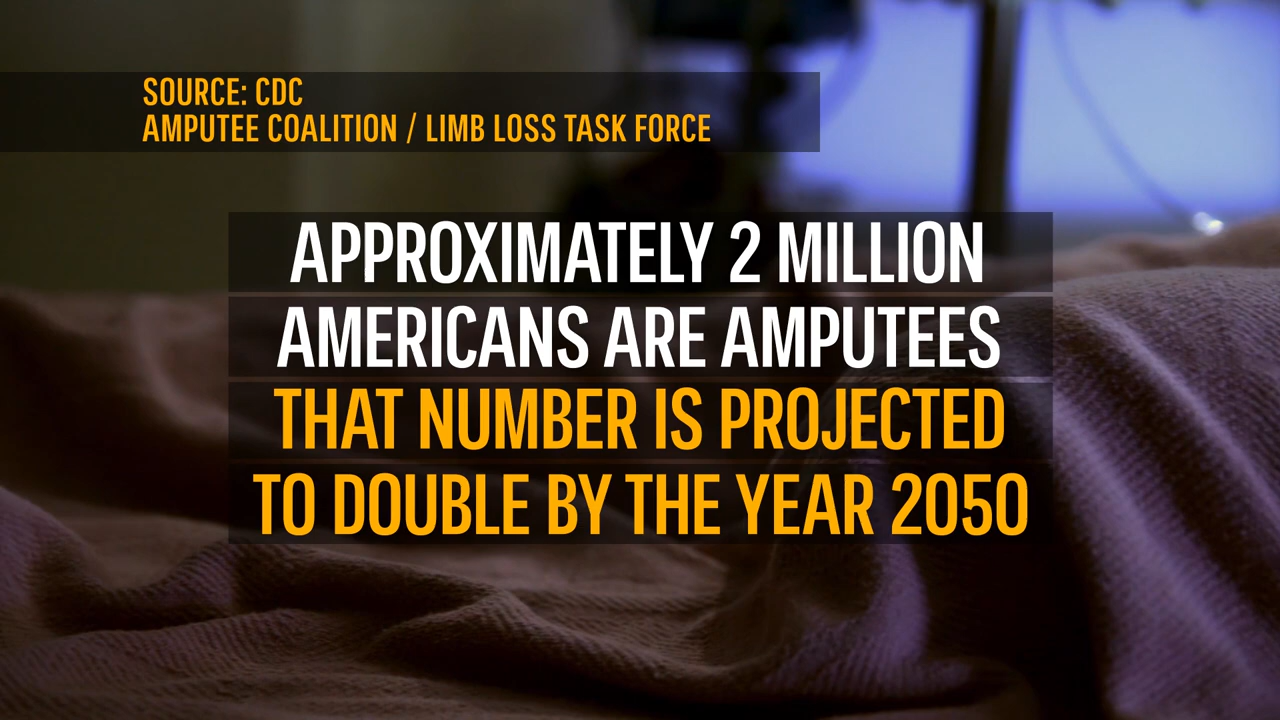 SOURCE: CDC
AMPUTEE COALITION / LIMB LOSS TASK FORCE
APPROXIMATELY 2 MILLION
AMERICANS ARE AMPUTEES
THAT NUMBER IS PROJECTED
TO DOUBLE BY THE YEAR 2050